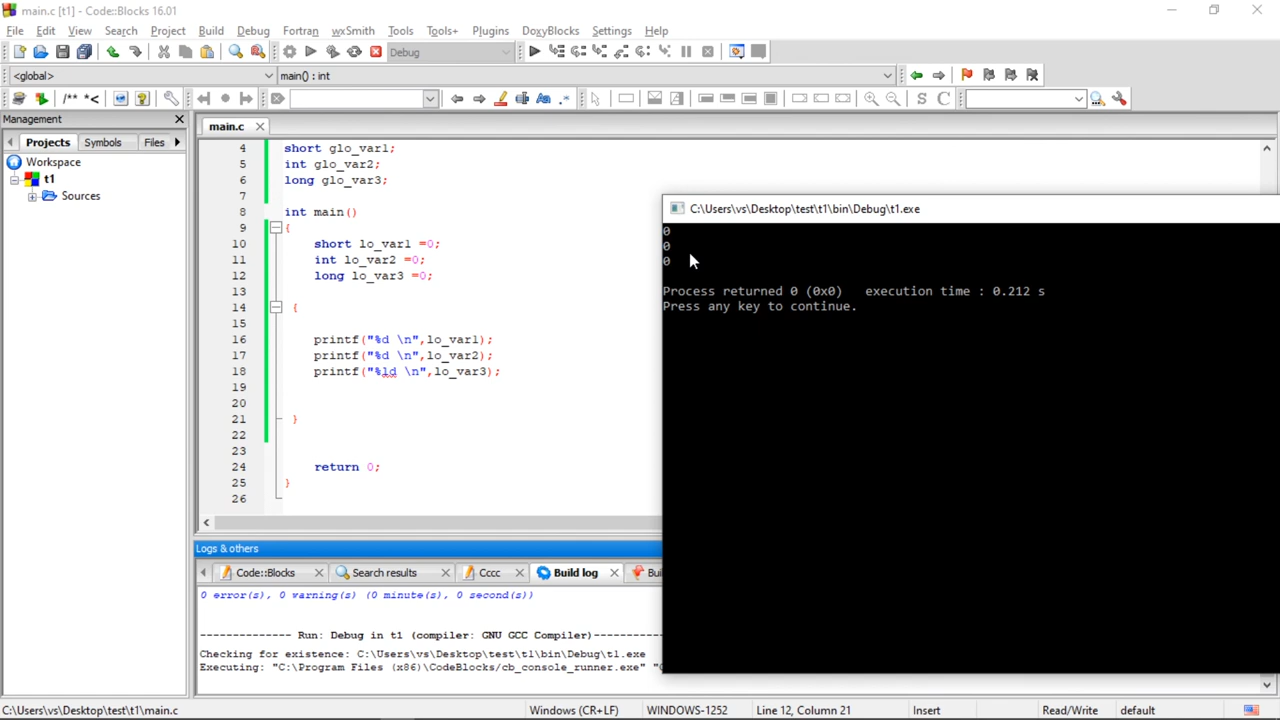 main.c [t1] - Code::Blocks 16.01
File Edit View Search Project Build Debug Fortran wxSmith Tools Tools+ Plugins DoxyBlocks Settings Help
Debug
<global> main() : int
/** *< S C
Management
Projects Symbols Files
Workspace
t1
Sources
main.c
4 short glo_var1;
5 int glo_var2;
6 long glo_var3;
7
8 int main()
9 {
10 short lo_var1 =0;
11 int lo_var2 =0;
12 long lo_var3 =0;
13
14 {
15
16 printf("%d \n",lo_var1);
17 printf("%d \n",lo_var2);
18 printf("%ld \n",lo_var3);
19
20
21 }
22
23
24 return 0;
25 }
26
C:\Users\vs\Desktop\test\t1\bin\Debug\t1.exe
0
0
0
Process returned 0 (0x0) execution time : 0.212 s
Press any key to continue.
Logs & others
Code::Blocks Search results Cccc Build log Bui
0 error(s), 0 warning(s) (0 minute(s), 0 second(s))
-------------- Run: Debug in t1 (compiler: GNU GCC Compiler)---------------
Checking for existence: C:\Users\vs\Desktop\test\t1\bin\Debug\t1.exe
Executing: "C:\Program Files (x86)\CodeBlocks/cb_console_runner.exe" "C
C:\Users\vs\Desktop\test\t1\main.c Windows (CR+LF) WINDOWS-1252 Line 12, Column 21 Insert Read/Write default